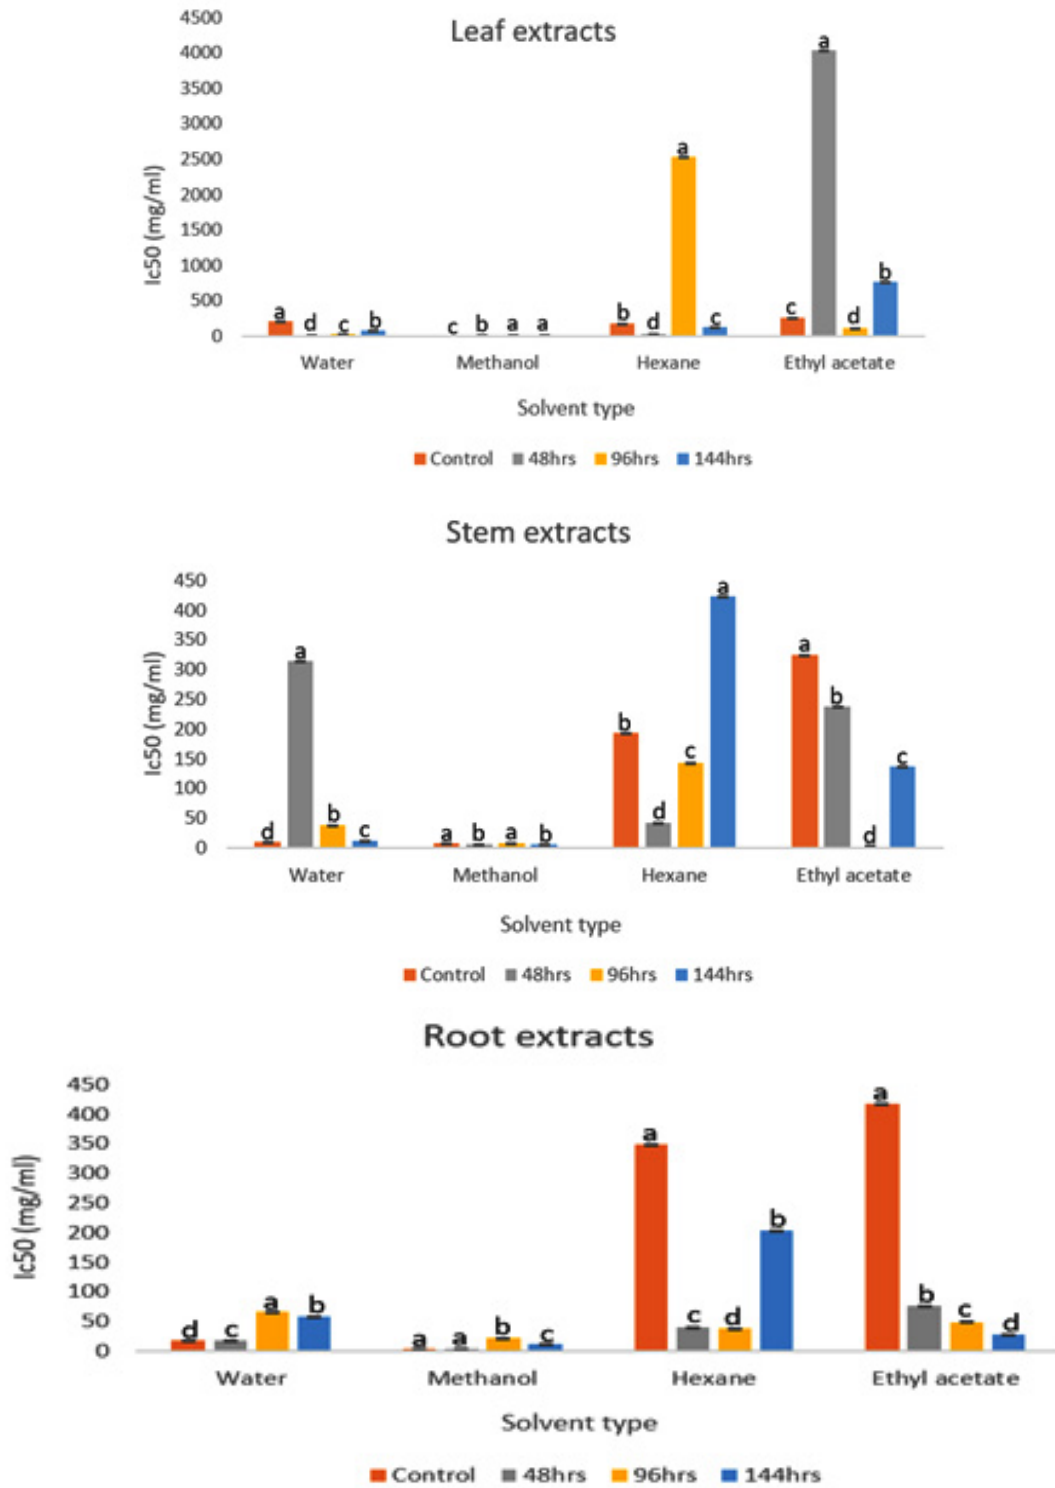 Leaf extracts
4500
4000
3500
3000
2500
2000
1500
1000
500
0
Ic50 (mg/ml)
a d c b c b a a b d a c c a d b
Water Methanol Hexane Ethyl acetate
Solvent type
Control 48hrs 96hrs 144hrs
Stem extracts
450
400
350
300
250
200
150
100
50
0
Ic50 (mg/ml)
d a b c a b a b b d c a a b d c
Water Methanol Hexane Ethyl acetate
Solvent type
Control 48hrs 96hrs 144hrs
Root extracts
450
400
350
300
250
200
150
100
50
0
Ic50 (mg/ml)
d c a b a a b c a c d b a b c d
Water Methanol Hexane Ethyl acetate
Solvent type
Control 48hrs 96hrs 144hrs